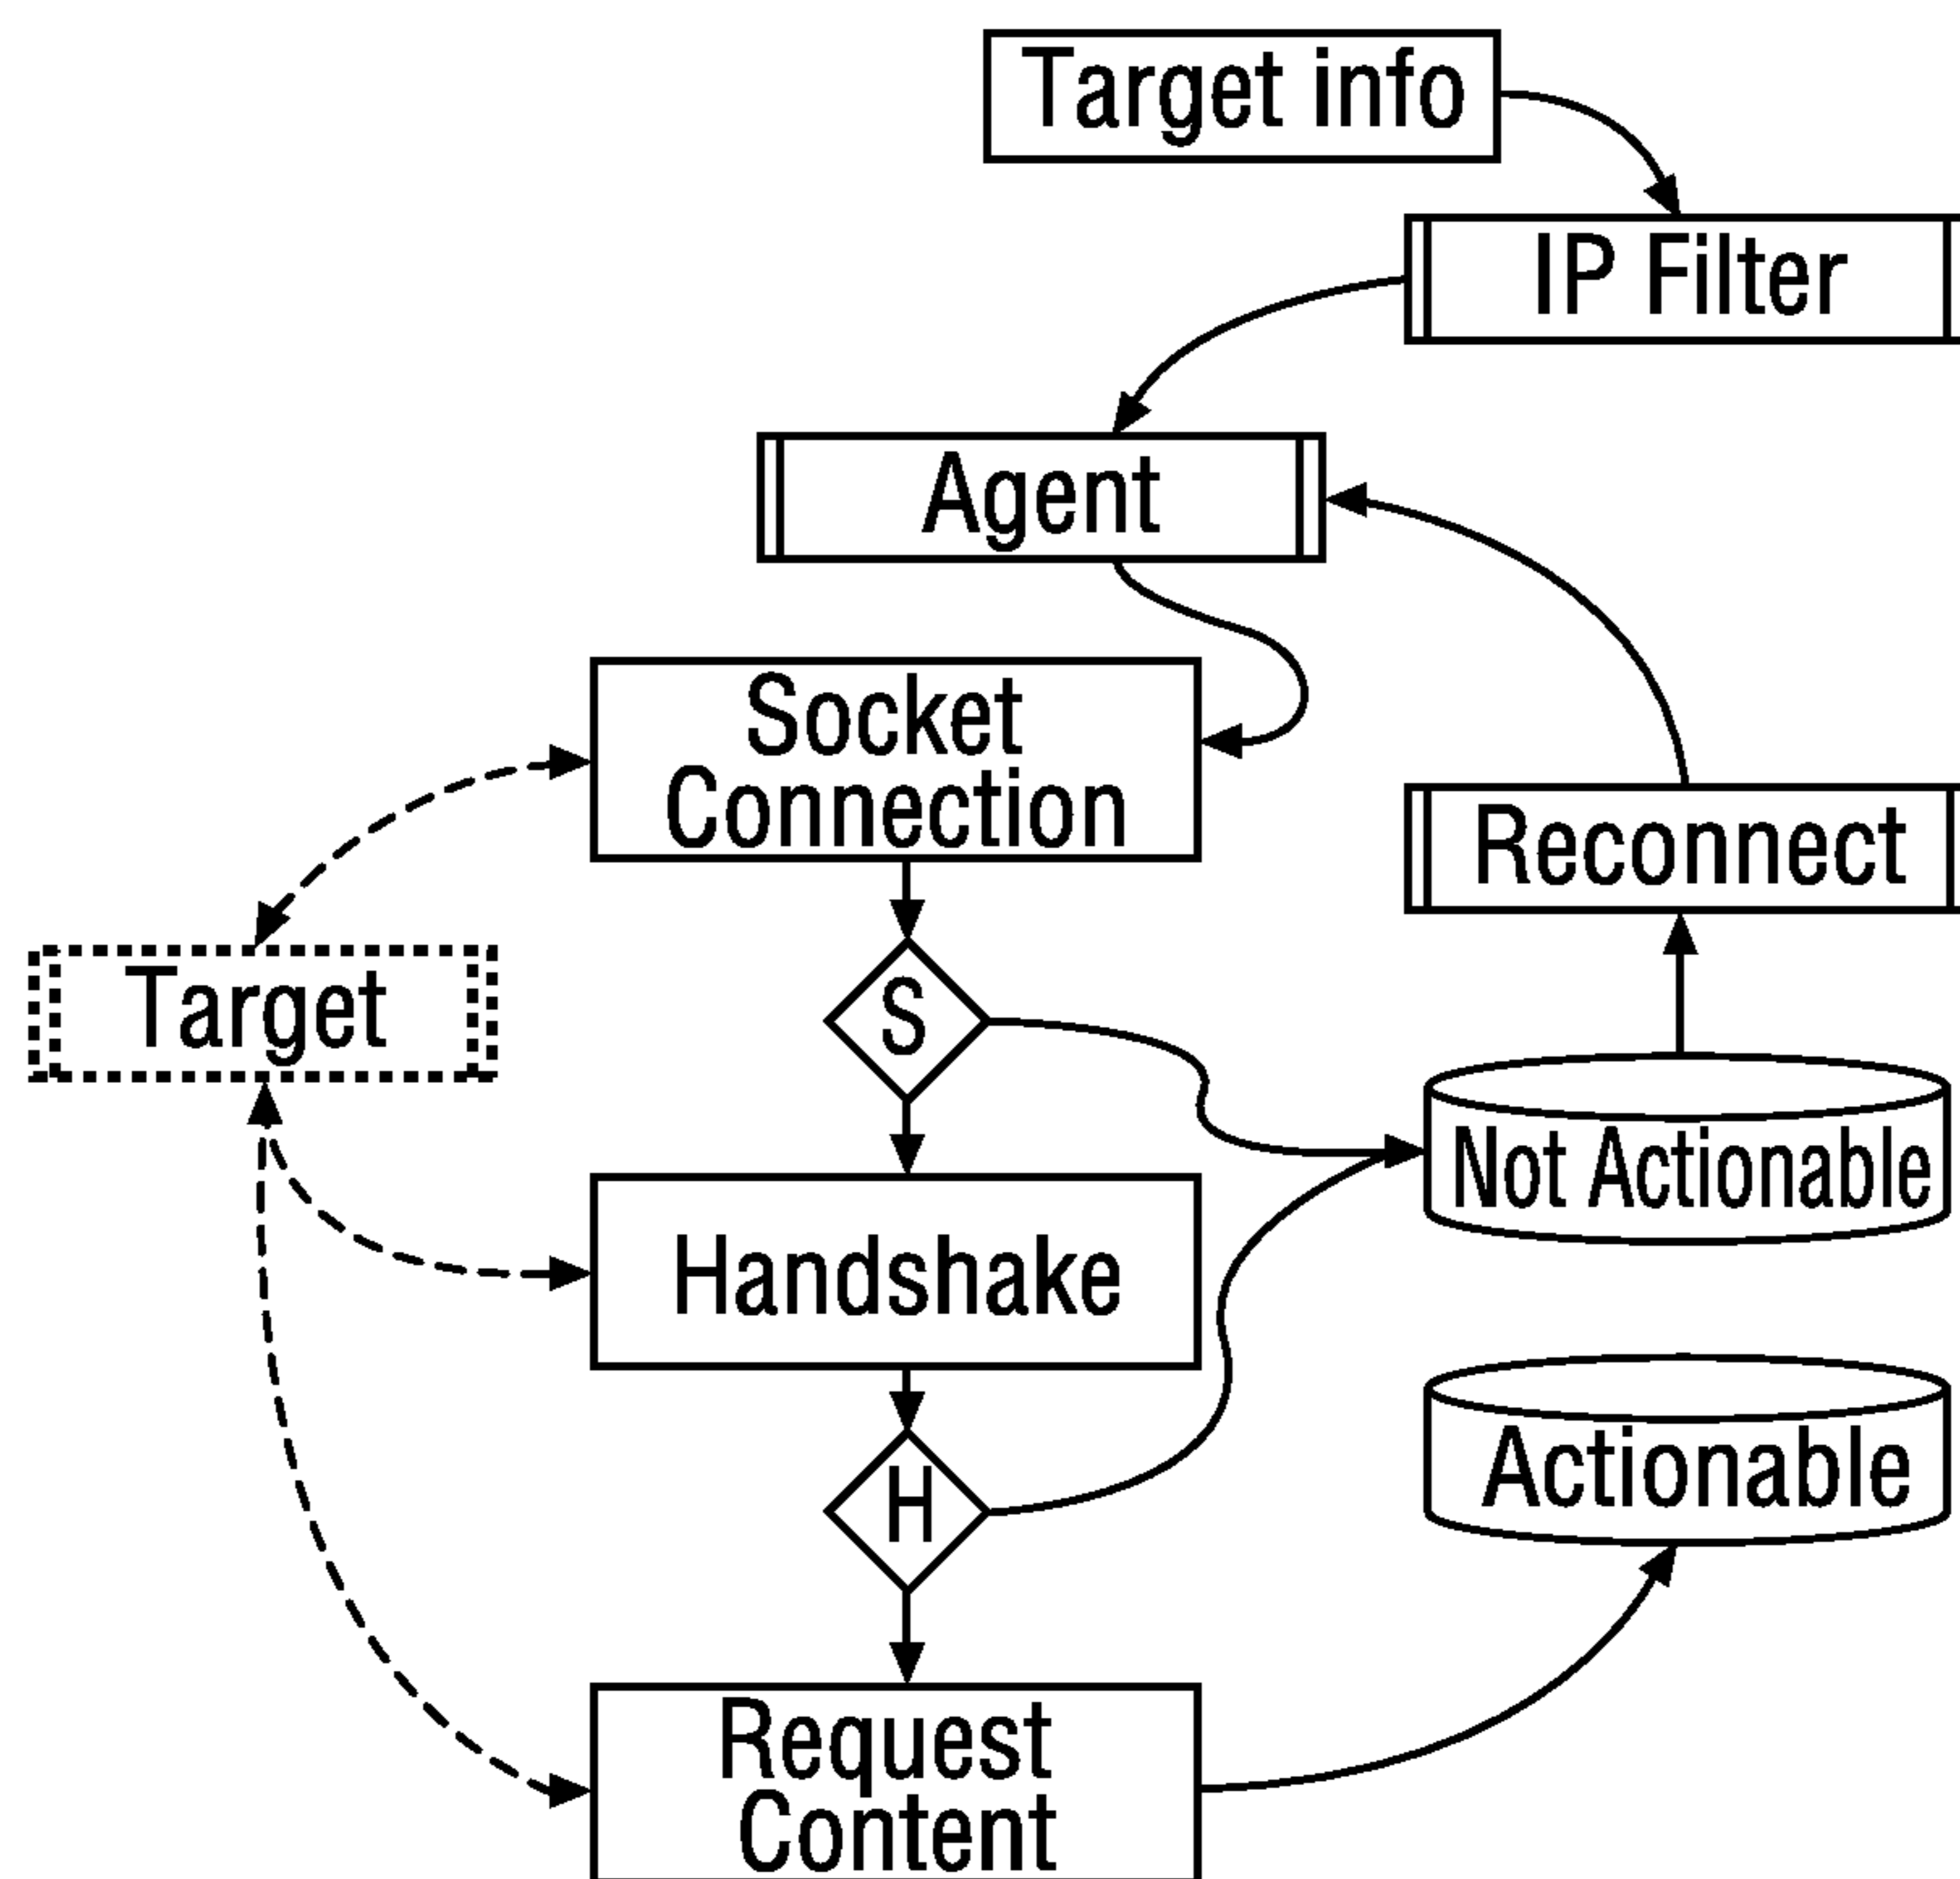 Target info
IP Filter
Agent
Socket
Connection
Reconnect
Target
S
Not Actionable
Handshake
Actionable
H
Request
Content